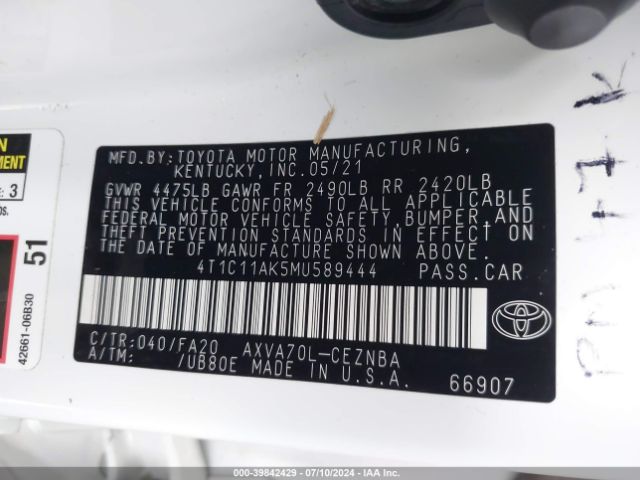 MFD.BY: TOYOTA MOTOR MANUFACTURING,
KENTUCKY, INC. 05/21
GVWR 4475LB GAWR FR 2490LB RR 2420LB
THIS VEHICLE CONFORMS TO ALL APPLICABLE
FEDERAL MOTOR VEHICLE SAFETY, BUMPER, AND
THEFT PREVENTION STANDARDS IN EFFECT ON
THE DATE OF MANUFACTURE SHOWN ABOVE.
4T1C11AK5MU589444 PASS.CAR
C/TR: 040/FA20 AXVA70L-CEZNBA
A/TM: /UB80E MADE IN U.S.A.
66907
51
42661-06B30
000-39842429 - 07/10/2024 - IAA Inc.